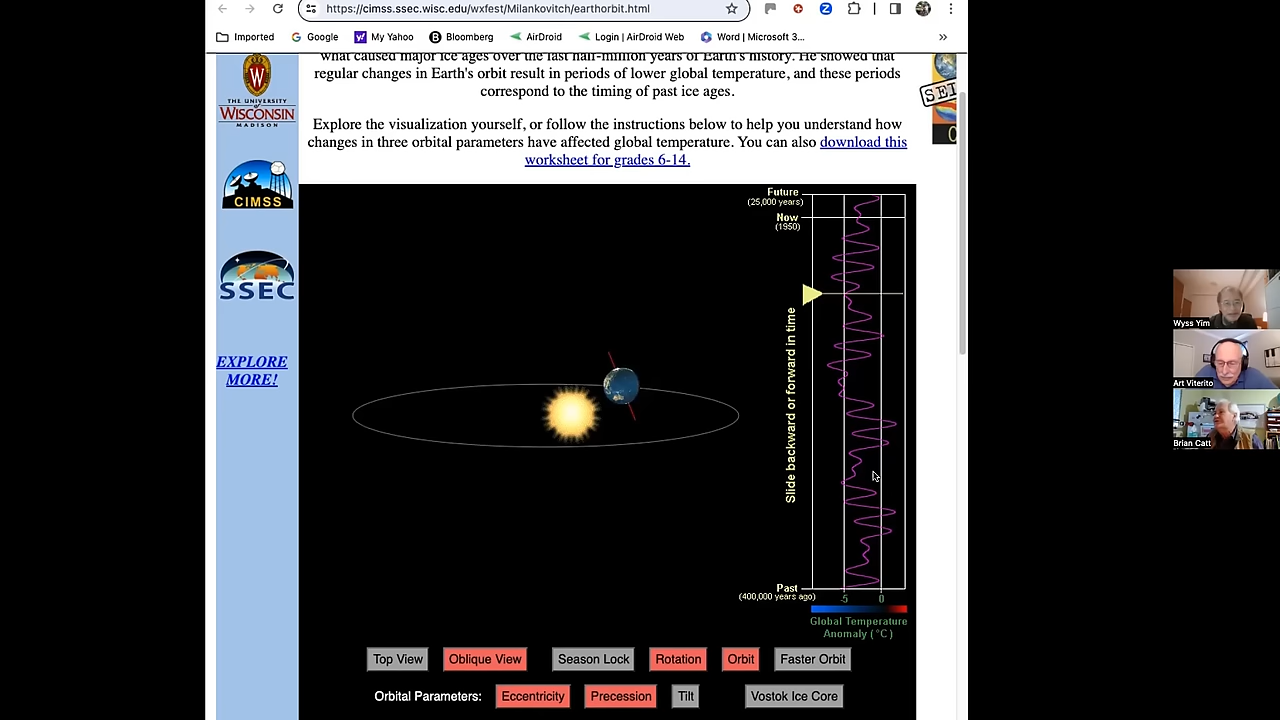 https://cimss.ssec.wisc.edu/wxfest/Milankovitch/earthorbit.html
Imported
Google
My Yahoo
Bloomberg
AirDroid
Login | AirDroid Web
Word | Microsoft 3...
»
what caused major ice ages over the last half-million years of Earth's history. He showed that
regular changes in Earth's orbit result in periods of lower global temperature, and these periods
correspond to the timing of past ice ages.
Explore the visualization yourself, or follow the instructions below to help you understand how
changes in three orbital parameters have affected global temperature. You can also download this
worksheet for grades 6-14.
W
THE UNIVERSITY
of
WISCONSIN
MADISON
CIMSS
SSEC
EXPLORE
MORE!
Future
(25,000 years)
Now
(1950)
Slide backward or forward in time
Past
(400,000 years ago)
-5 0
Global Temperature
Anomaly (°C)
Top View
Oblique View
Season Lock
Rotation
Orbit
Faster Orbit
Orbital Parameters:
Eccentricity
Precession
Tilt
Vostok Ice Core
Wyss Yim
Art Viterito
Brian Catt